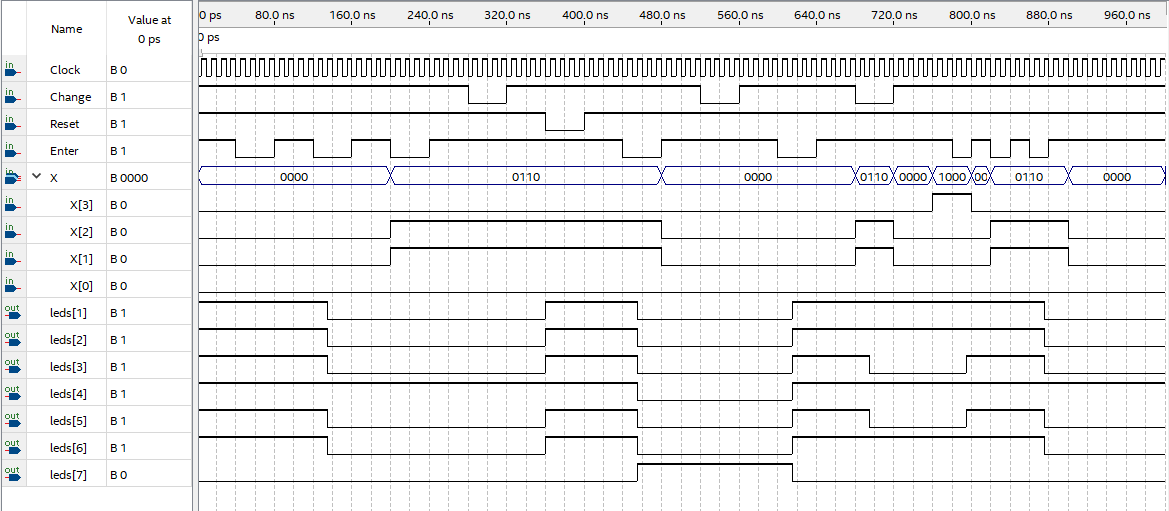 Name
Value at
0 ps
0 ps 80.0 ns 160.0 ns 240.0 ns 320.0 ns 400.0 ns 480.0 ns 560.0 ns 640.0 ns 720.0 ns 800.0 ns 880.0 ns 960.0 ns
0 ps
in Clock B 0
in Change B 1
in Reset B 1
in Enter B 1
in X B 0000 0000 0110 0000 0110 0000 1000 00 0110 0000
in X[3] B 0
in X[2] B 0
in X[1] B 0
in X[0] B 0
out leds[1] B 1
out leds[2] B 1
out leds[3] B 1
out leds[4] B 1
out leds[5] B 1
out leds[6] B 1
out leds[7] B 0